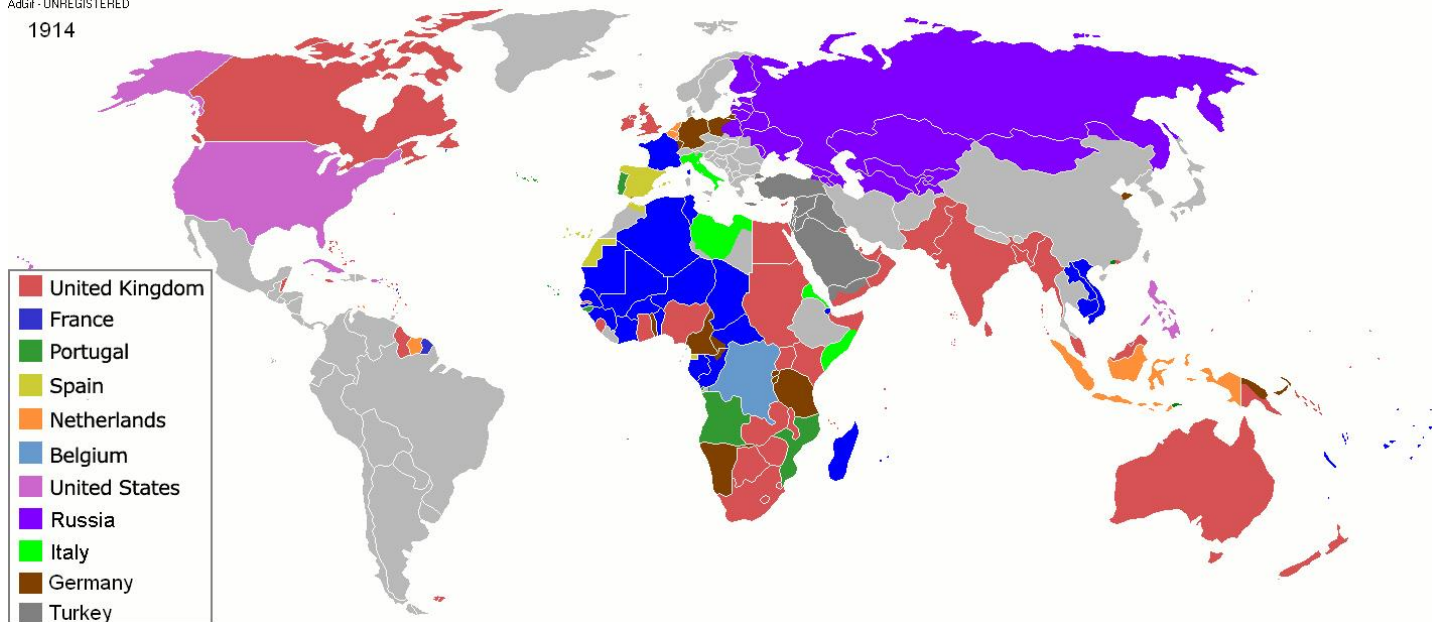 AdGif - UNREGISTERED
1914
United Kingdom
France
Portugal
Spain
Netherlands
Belgium
United States
Russia
Italy
Germany
Turkey